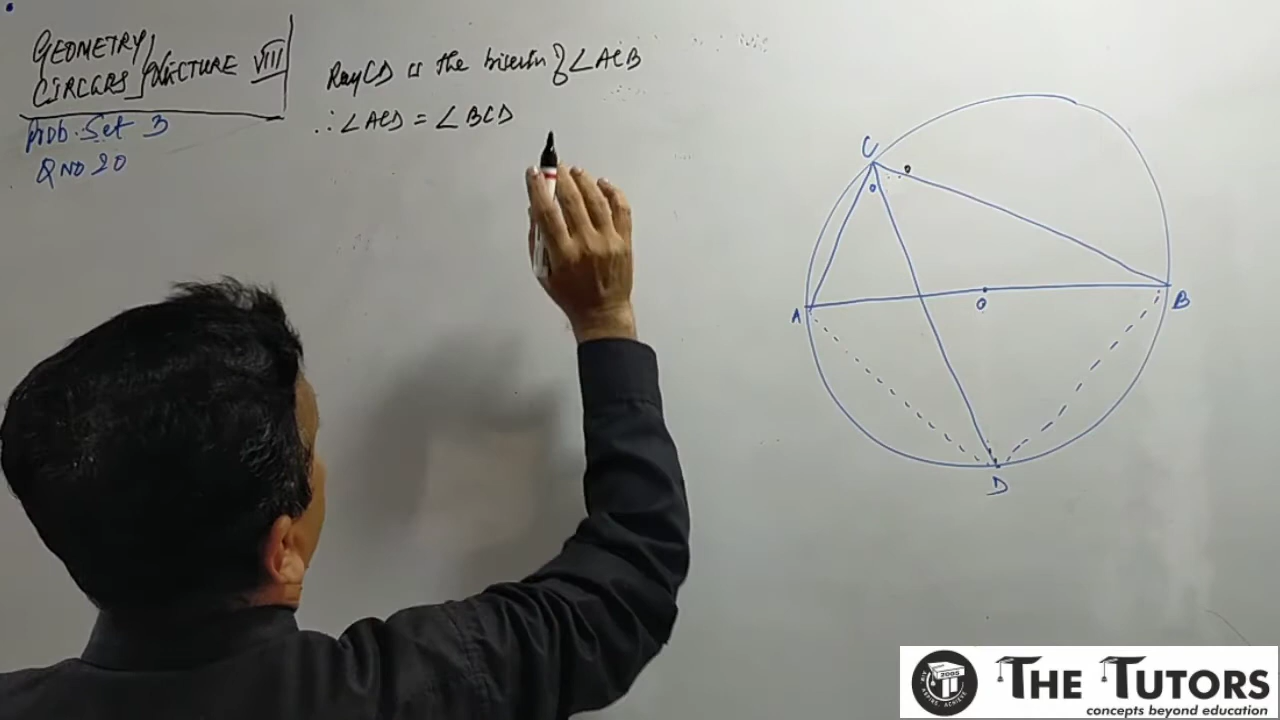 GEOMETRY
CIRCLES
LECTURE VIII
Prob. Set 3
Q NO 20
Ray CD is the bisector of ∠ACB
∴ ∠ACD = ∠BCD
C
A
O
B
D
2005
THE TUTORS
concepts beyond education